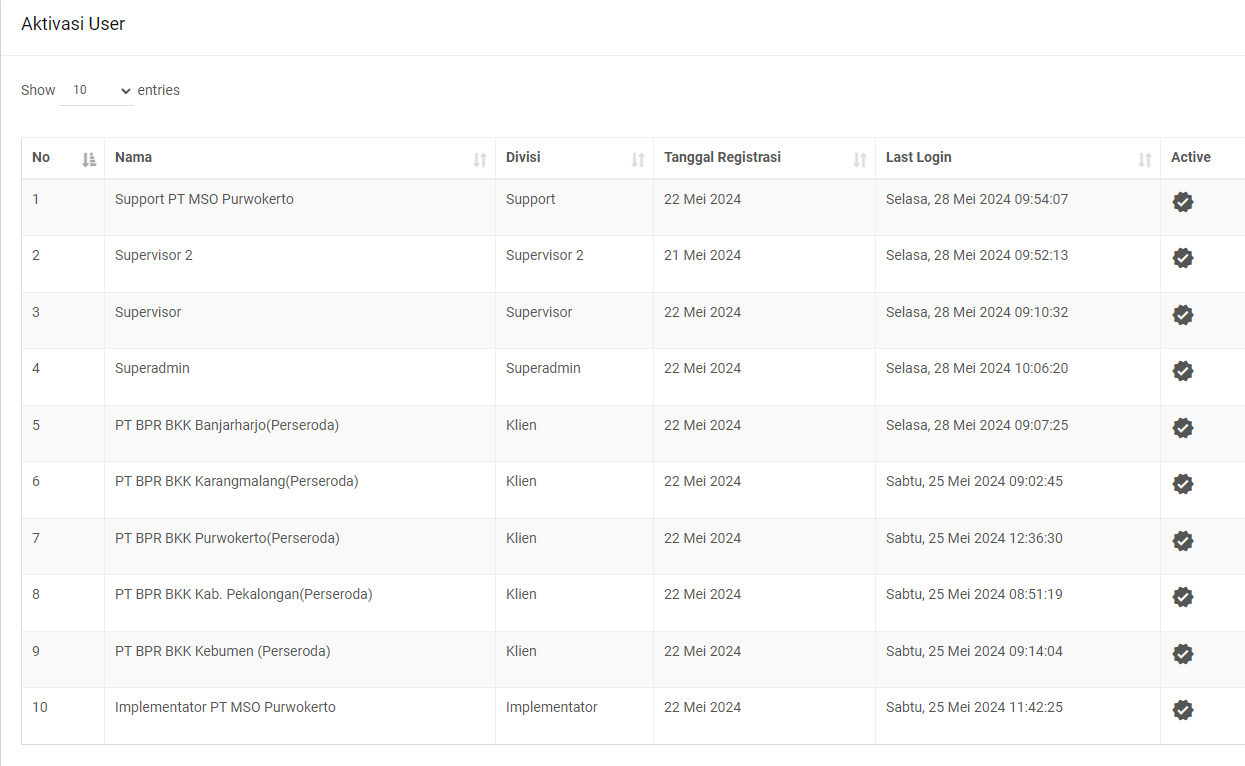 Aktivasi User
Show 10 entries
No Nama Divisi Tanggal Registrasi Last Login Active
1 Support PT MSO Purwokerto Support 22 Mei 2024 Selasa, 28 Mei 2024 09:54:07
2 Supervisor 2 Supervisor 2 21 Mei 2024 Selasa, 28 Mei 2024 09:52:13
3 Supervisor Supervisor 22 Mei 2024 Selasa, 28 Mei 2024 09:10:32
4 Superadmin Superadmin 22 Mei 2024 Selasa, 28 Mei 2024 10:06:20
5 PT BPR BKK Banjarharjo(Perseroda) Klien 22 Mei 2024 Selasa, 28 Mei 2024 09:07:25
6 PT BPR BKK Karangmalang(Perseroda) Klien 22 Mei 2024 Sabtu, 25 Mei 2024 09:02:45
7 PT BPR BKK Purwokerto(Perseroda) Klien 22 Mei 2024 Sabtu, 25 Mei 2024 12:36:30
8 PT BPR BKK Kab. Pekalongan(Perseroda) Klien 22 Mei 2024 Sabtu, 25 Mei 2024 08:51:19
9 PT BPR BKK Kebumen (Perseroda) Klien 22 Mei 2024 Sabtu, 25 Mei 2024 09:14:04
10 Implementator PT MSO Purwokerto Implementator 22 Mei 2024 Sabtu, 25 Mei 2024 11:42:25